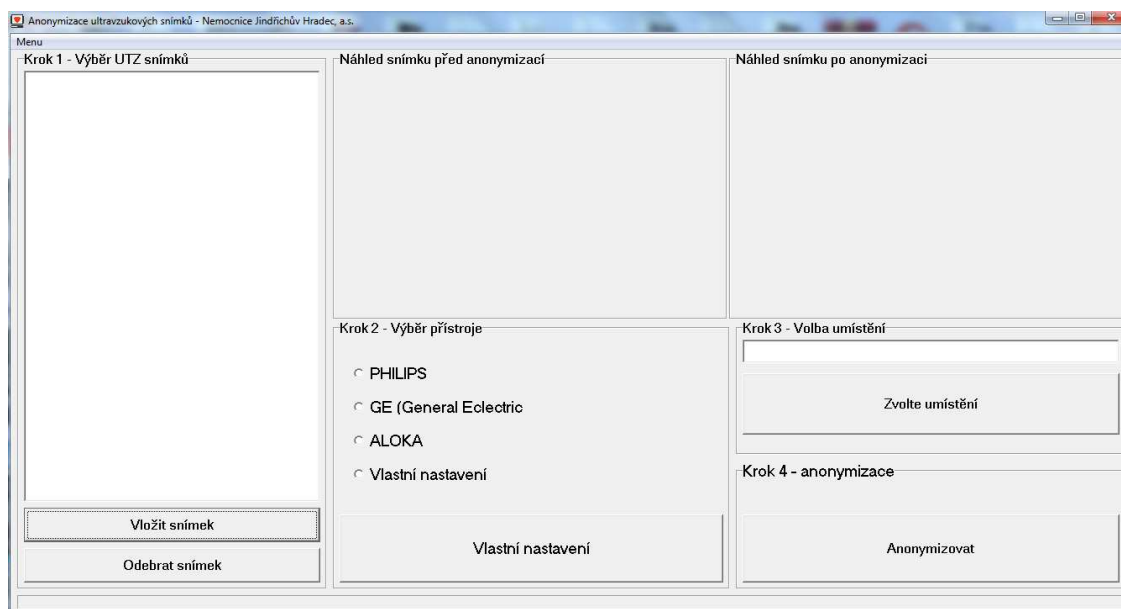 Anonymizace ultravzukových snímků - Nemocnice Jindřichův Hradec, a.s.
Menu
Krok 1 - Výběr UTZ snímků
Vložit snímek
Odebrat snímek
Náhled snímku před anonymizací
Náhled snímku po anonymizaci
Krok 2 - Výběr přístroje
PHILIPS
GE (General Eclectric
ALOKA
Vlastní nastavení
Vlastní nastavení
Krok 3 - Volba umístění
Zvolte umístění
Krok 4 - anonymizace
Anonymizovat